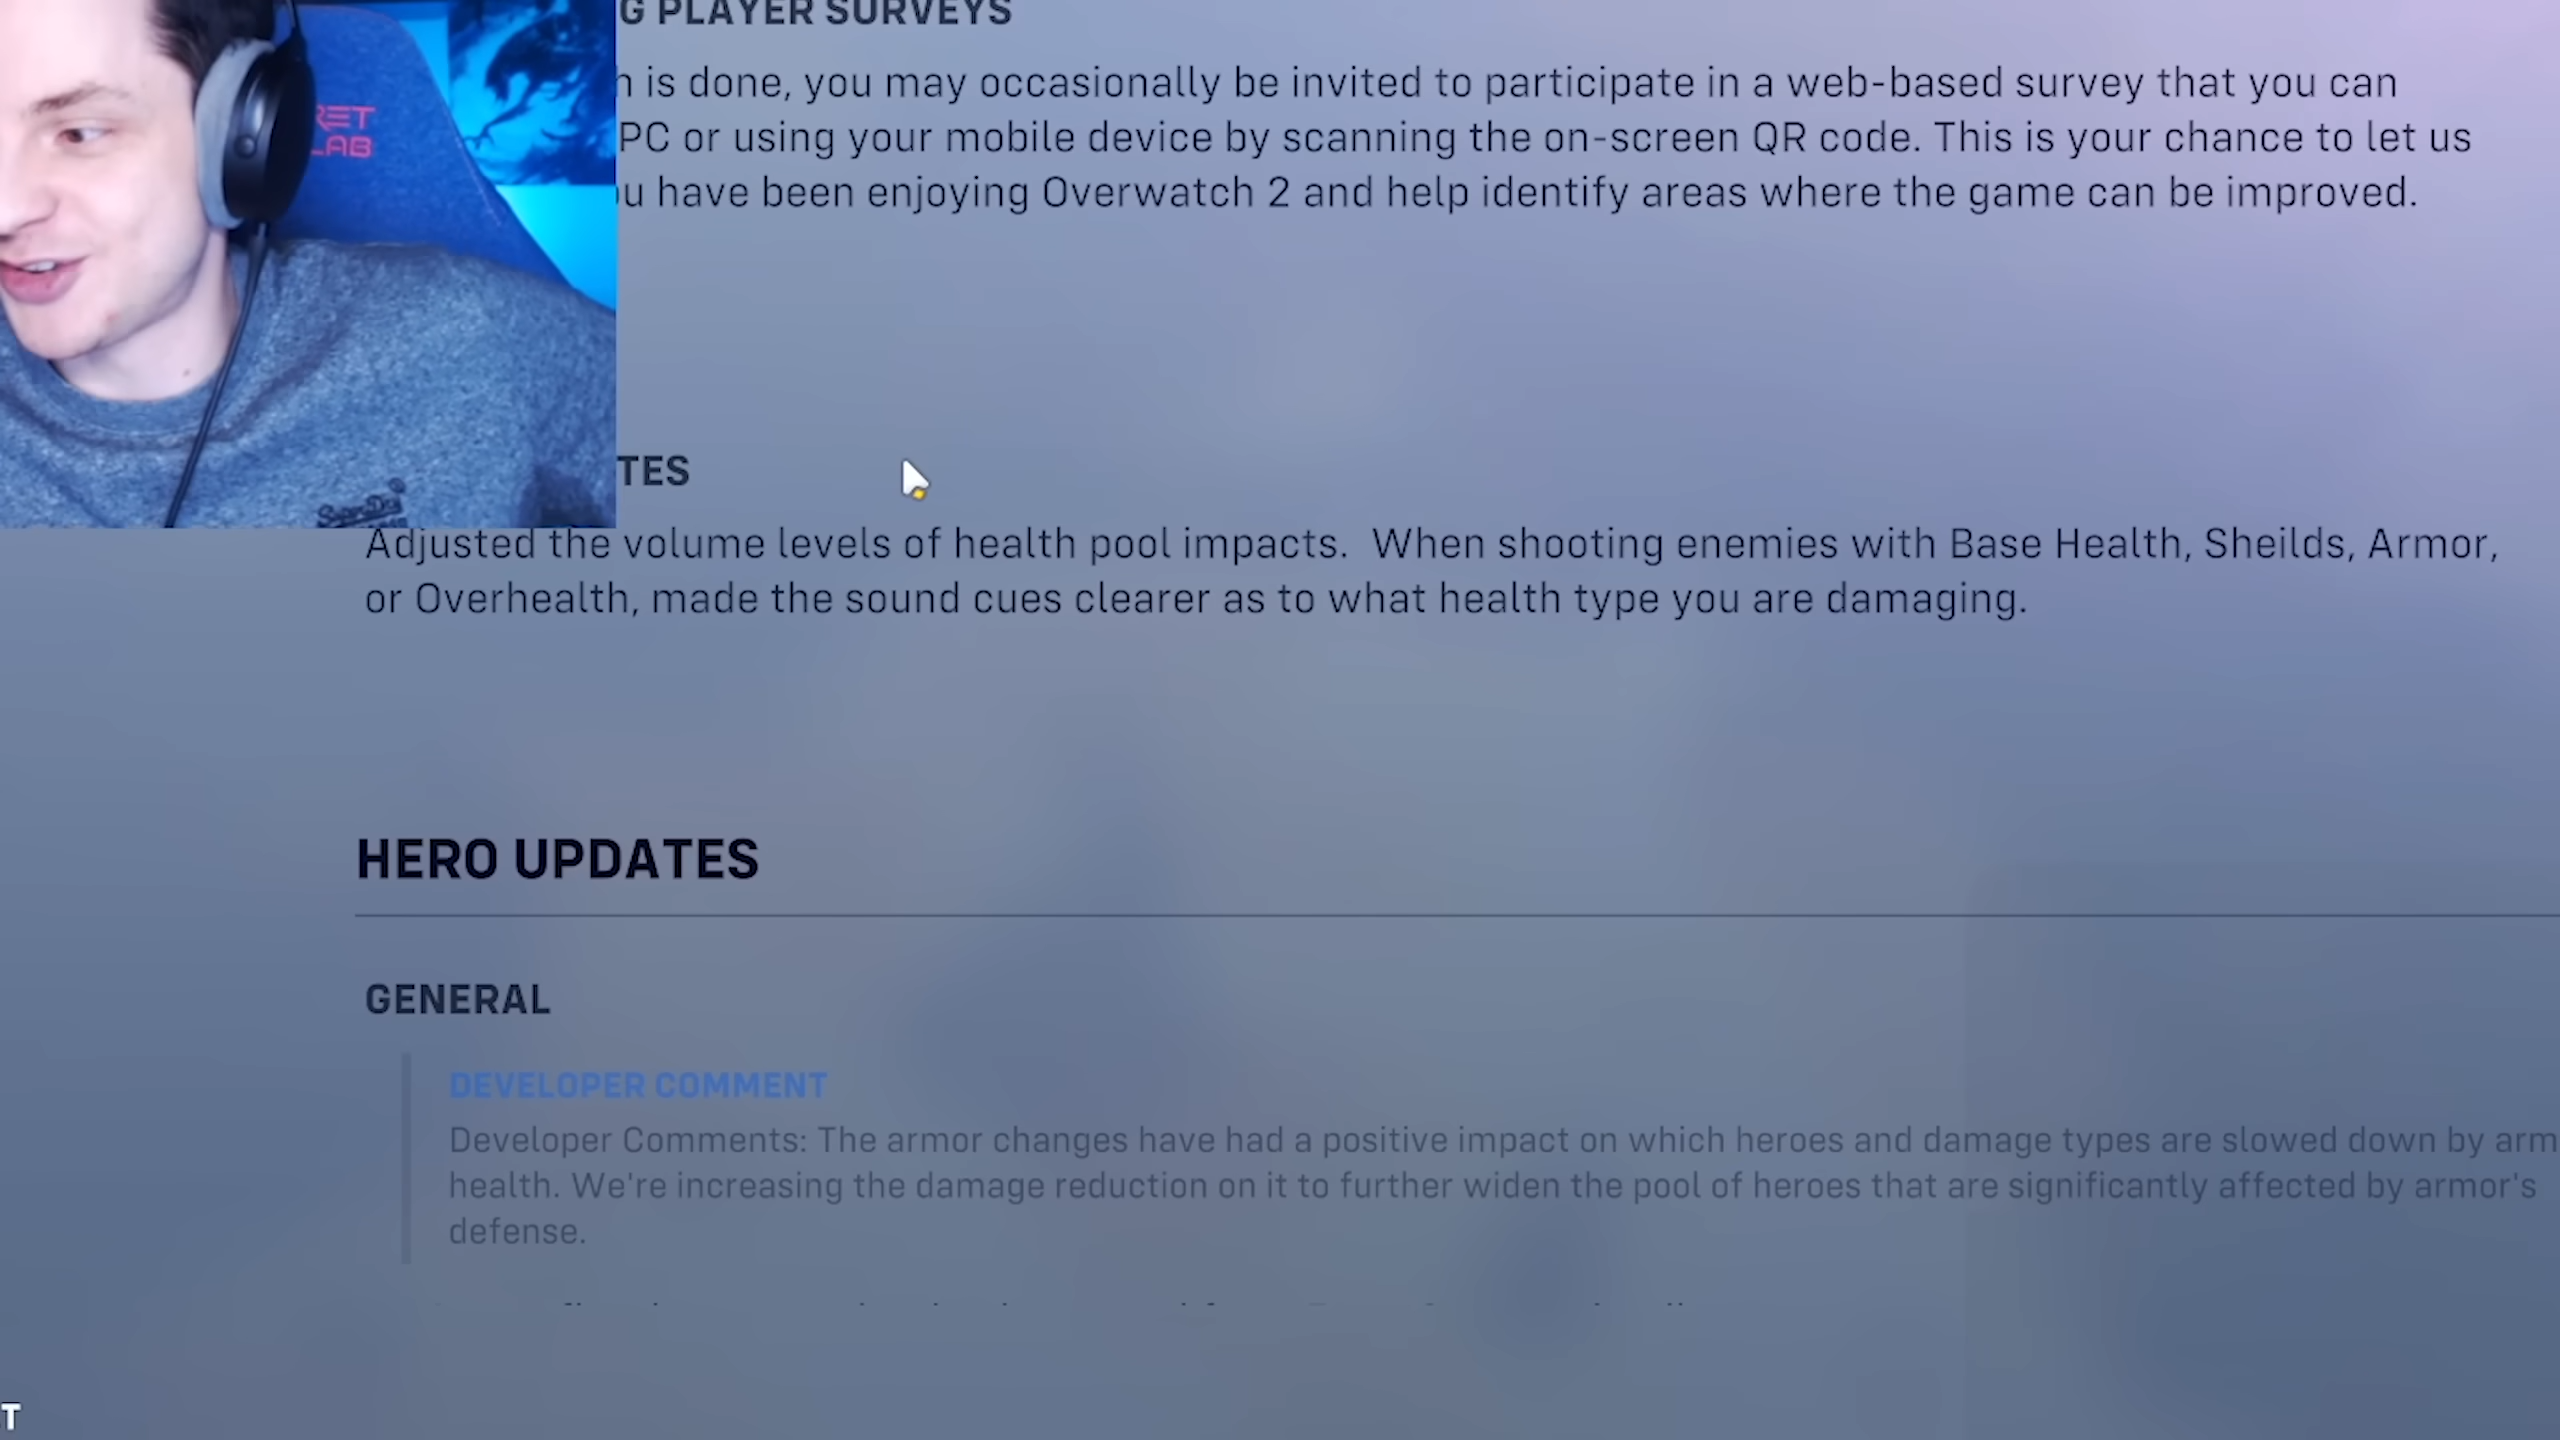 G PLAYER SURVEYS
h is done, you may occasionally be invited to participate in a web-based survey that you can
PC or using your mobile device by scanning the on-screen QR code. This is your chance to let us
u have been enjoying Overwatch 2 and help identify areas where the game can be improved.
RET
LAB
TES
Adjusted the volume levels of health pool impacts.  When shooting enemies with Base Health, Sheilds, Armor,
or Overhealth, made the sound cues clearer as to what health type you are damaging.
HERO UPDATES
GENERAL
DEVELOPER COMMENT
Developer Comments: The armor changes have had a positive impact on which heroes and damage types are slowed down by arm
health. We're increasing the damage reduction on it to further widen the pool of heroes that are significantly affected by armor's
defense.
T